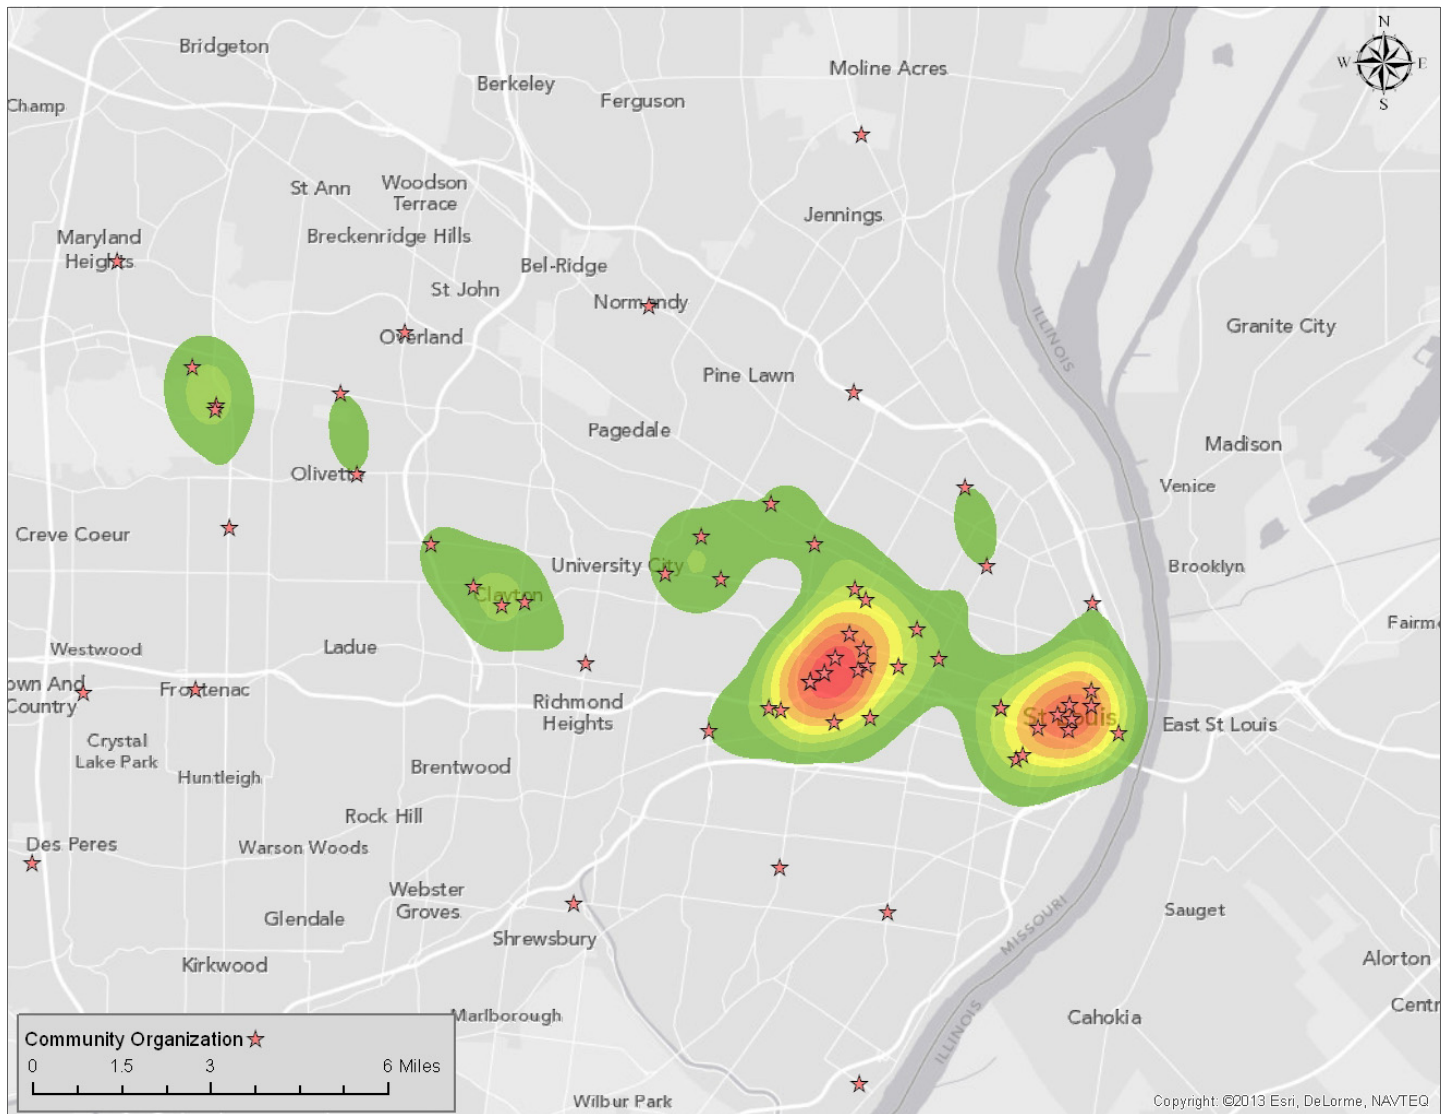 N
Bridgeton
W E
Moline Acres
Berkeley
Ferguson
S
Champ
St Ann
Woodson
Terrace
Jennings
Maryland
Heights
Breckenridge Hills
Bel-Ridge
St John
Normandy
ILLINOIS
Granite City
Overland
Pine Lawn
Pagedale
Madison
Olivette
Venice
Creve Coeur
University City
Brooklyn
Clayton
Fairm
Westwood
Ladue
own And
Country
Frontenac
Richmond
Heights
St Louis
East St Louis
Crystal
Lake Park
Huntleigh
Brentwood
Rock Hill
Des Peres
Warson Woods
Webster
Groves
Glendale
MISSOURI
Sauget
Shrewsbury
Kirkwood
Alorton
Centr
Marlborough
Cahokia
ILLINOIS
Community Organization
0 1.5 3 6 Miles
Wilbur Park
Copyright: ©2013 Esri, DeLorme, NAVTEQ